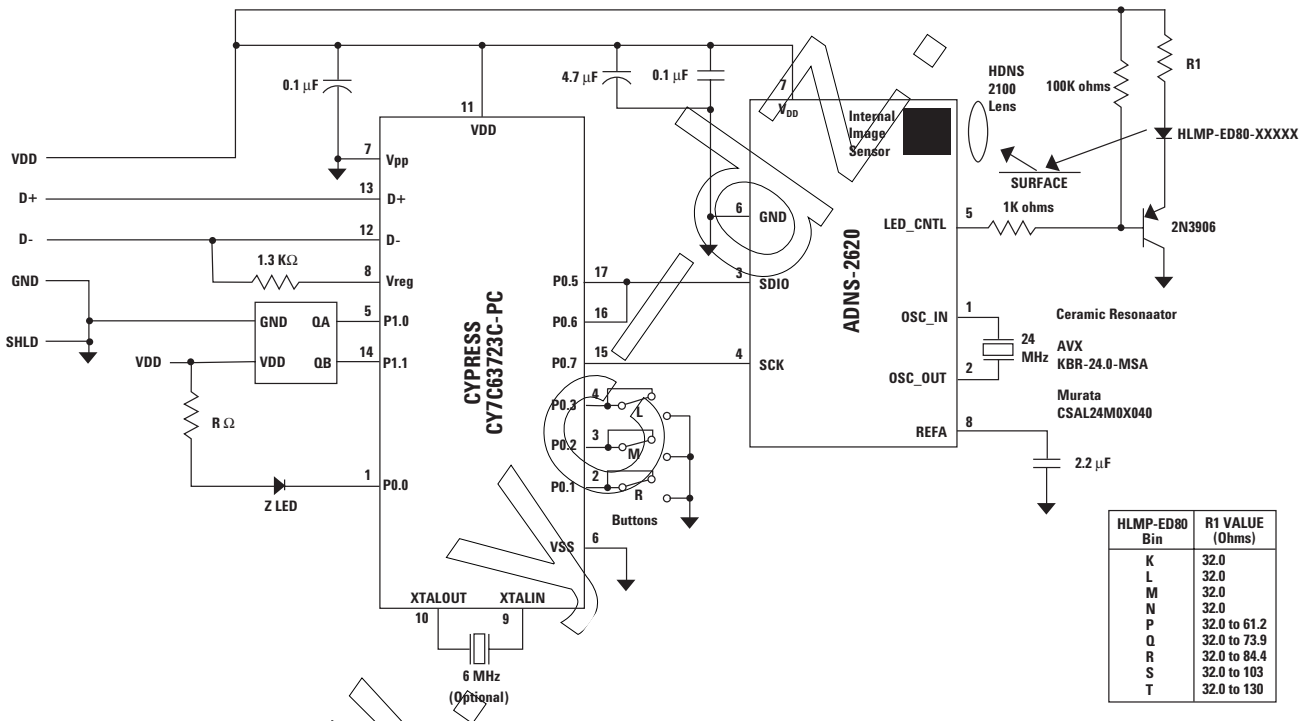 R1
100K ohms
HDNS
2100
Lens
0.1 µF
4.7 µF
0.1 µF
7
VDD
11
VDD
Internal
Image
Sensor
HLMP-ED80-XXXXX
SURFACE
VDD
7
Vpp
D+
13
D+
D-
12
D-
1.3 KΩ
8
Vreg
GND
SHLD
GND
QA
5
P1.0
VDD
VDD
QB
14
P1.1
R Ω
Z LED
1
P0.0
CYPRESS
CY7C63723C-PC
P0.5
17
P0.6
16
P0.7
15
P0.3
4
L
P0.2
3
M
P0.1
2
R
Buttons
VSS
6
XTALOUT
XTALIN
10
9
6 MHz
(Optional)
6
GND
3
SDIO
4
SCK
ADNS-2620
LED_CNTL
5
1K ohms
2N3906
OSC_IN
1
24
MHz
OSC_OUT
2
REFA
8
2.2 µF
Ceramic Resonaator
AVX
KBR-24.0-MSA
Murata
CSAL24M0X040
HLMP-ED80
Bin
R1 VALUE
(Ohms)
K 32.0
L 32.0
M 32.0
N 32.0
P 32.0 to 61.2
Q 32.0 to 73.9
R 32.0 to 84.4
S 32.0 to 103
T 32.0 to 130